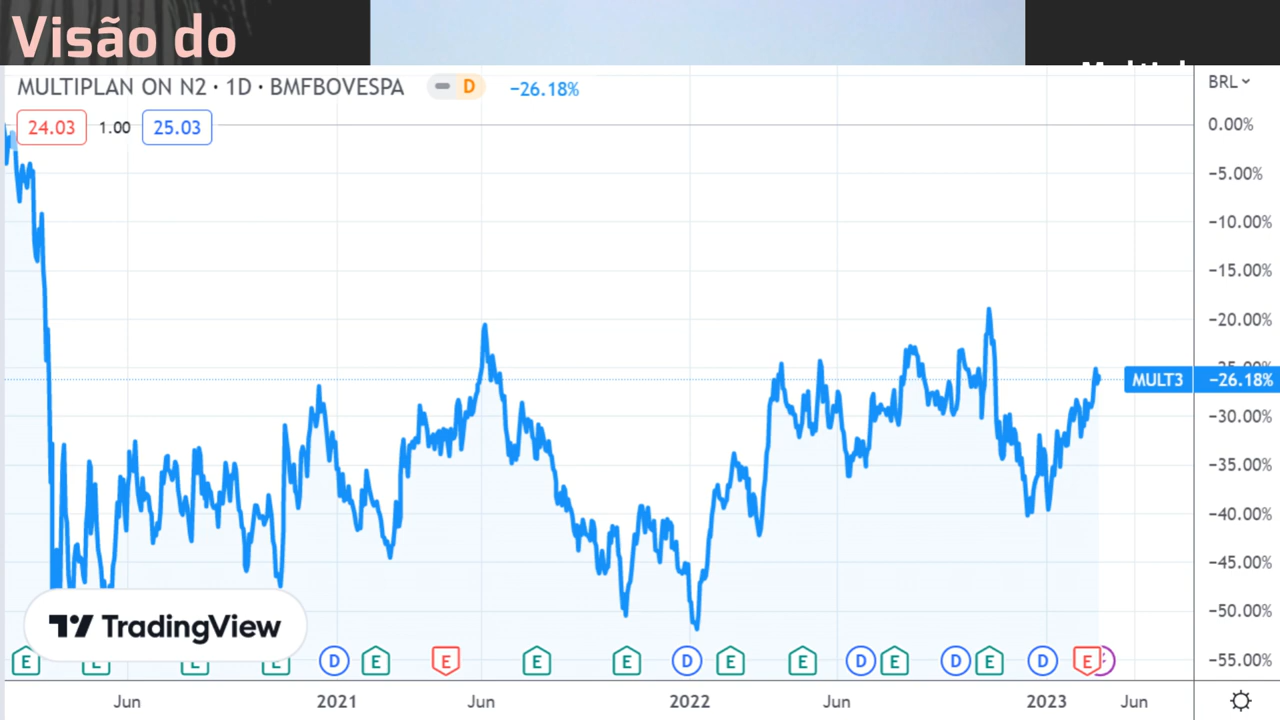 Visão do
MULTIPLAN ON N2 · 1D · BMFBOVESPA
D
−26.18%
BRL
24.03
1.00
25.03
0.00%
−5.00%
−10.00%
−15.00%
−20.00%
MULT3
−26.18%
−30.00%
−35.00%
−40.00%
−45.00%
−50.00%
−55.00%
TradingView
E E E E D E E E E D E E D E D E D E
Jun 2021 Jun 2022 Jun 2023 Jun